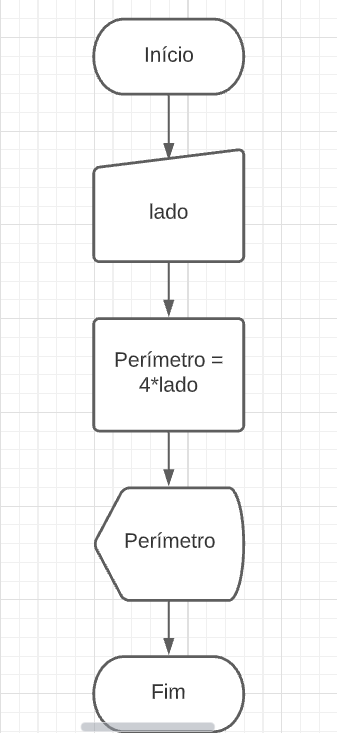 Início
lado
Perímetro =
4*lado
Perímetro
Fim